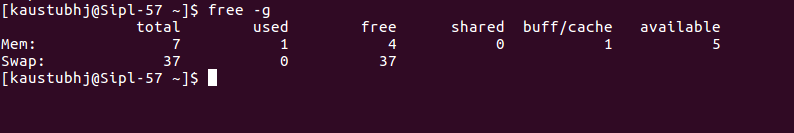 [kaustubhj@Sipl-57 ~]$ free -g
              total        used        free      shared  buff/cache   available
Mem:              7           1           4           0           1           5
Swap:            37           0          37
[kaustubhj@Sipl-57 ~]$